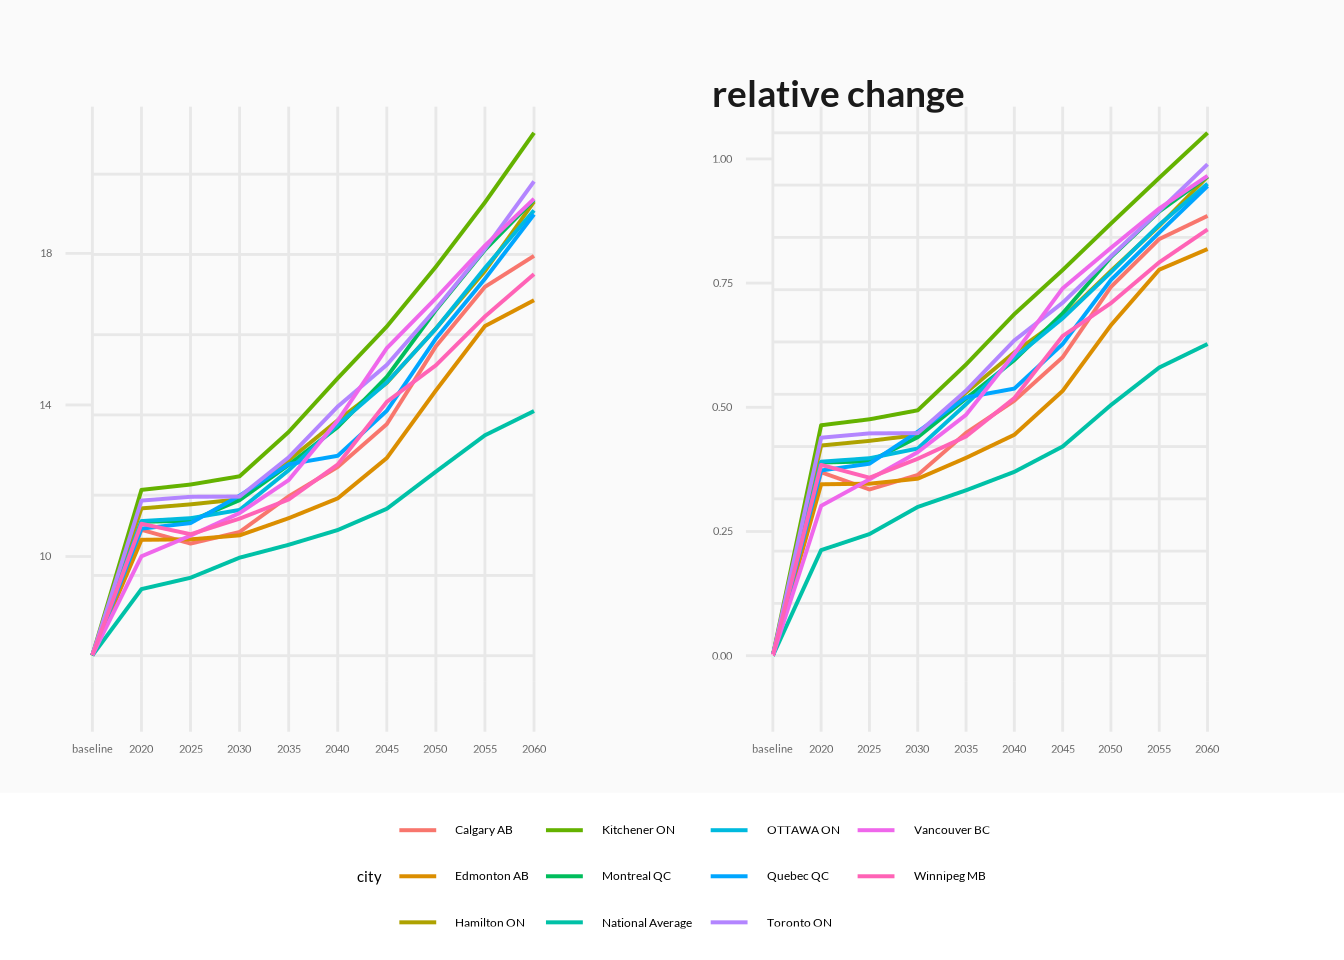 relative change
18
14
10
baseline 2020 2025 2030 2035 2040 2045 2050 2055 2060
1.00
0.75
0.50
0.25
0.00
baseline 2020 2025 2030 2035 2040 2045 2050 2055 2060
city
Calgary AB
Edmonton AB
Hamilton ON
Kitchener ON
Montreal QC
National Average
OTTAWA ON
Quebec QC
Toronto ON
Vancouver BC
Winnipeg MB